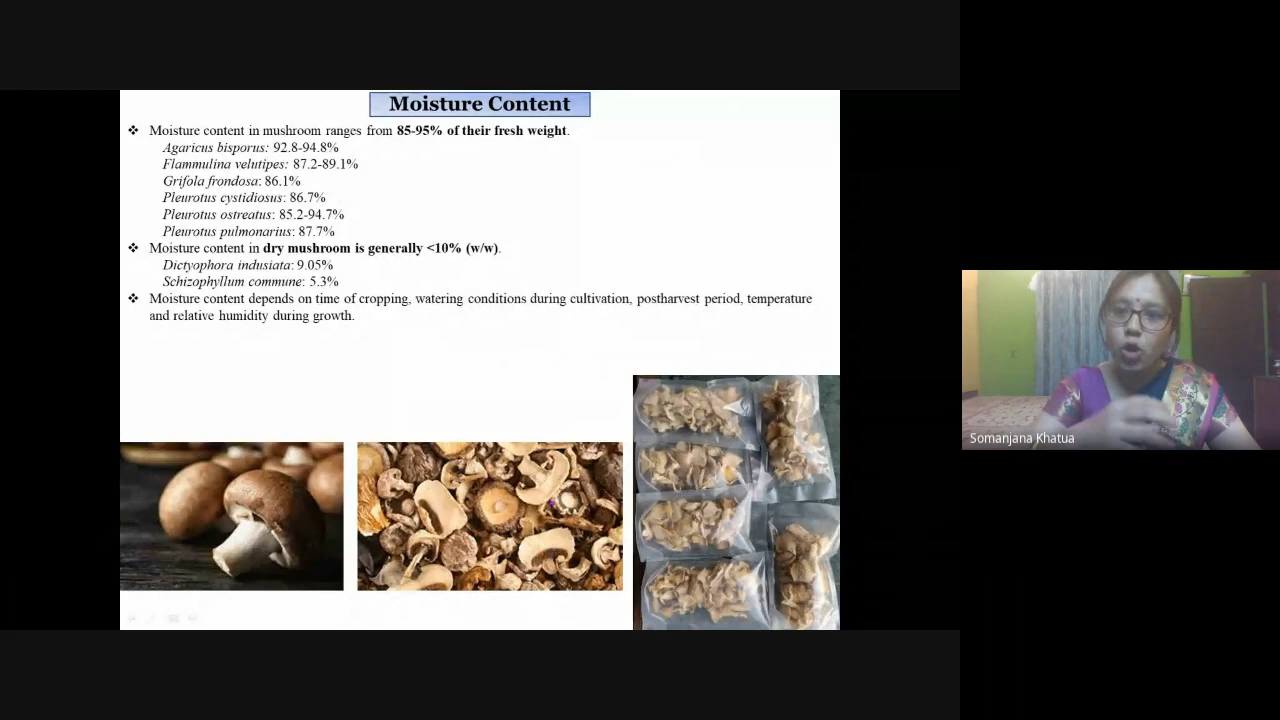 Moisture Content
❖ Moisture content in mushroom ranges from 85-95% of their fresh weight.
Agaricus bisporus: 92.8-94.8%
Flammulina velutipes: 87.2-89.1%
Grifola frondosa: 86.1%
Pleurotus cystidiosus: 86.7%
Pleurotus ostreatus: 85.2-94.7%
Pleurotus pulmonarius: 87.7%
❖ Moisture content in dry mushroom is generally <10% (w/w).
Dictyophora indusiata: 9.05%
Schizophyllum commune: 5.3%
❖ Moisture content depends on time of cropping, watering conditions during cultivation, postharvest period, temperature
and relative humidity during growth.
Somanjana Khatua